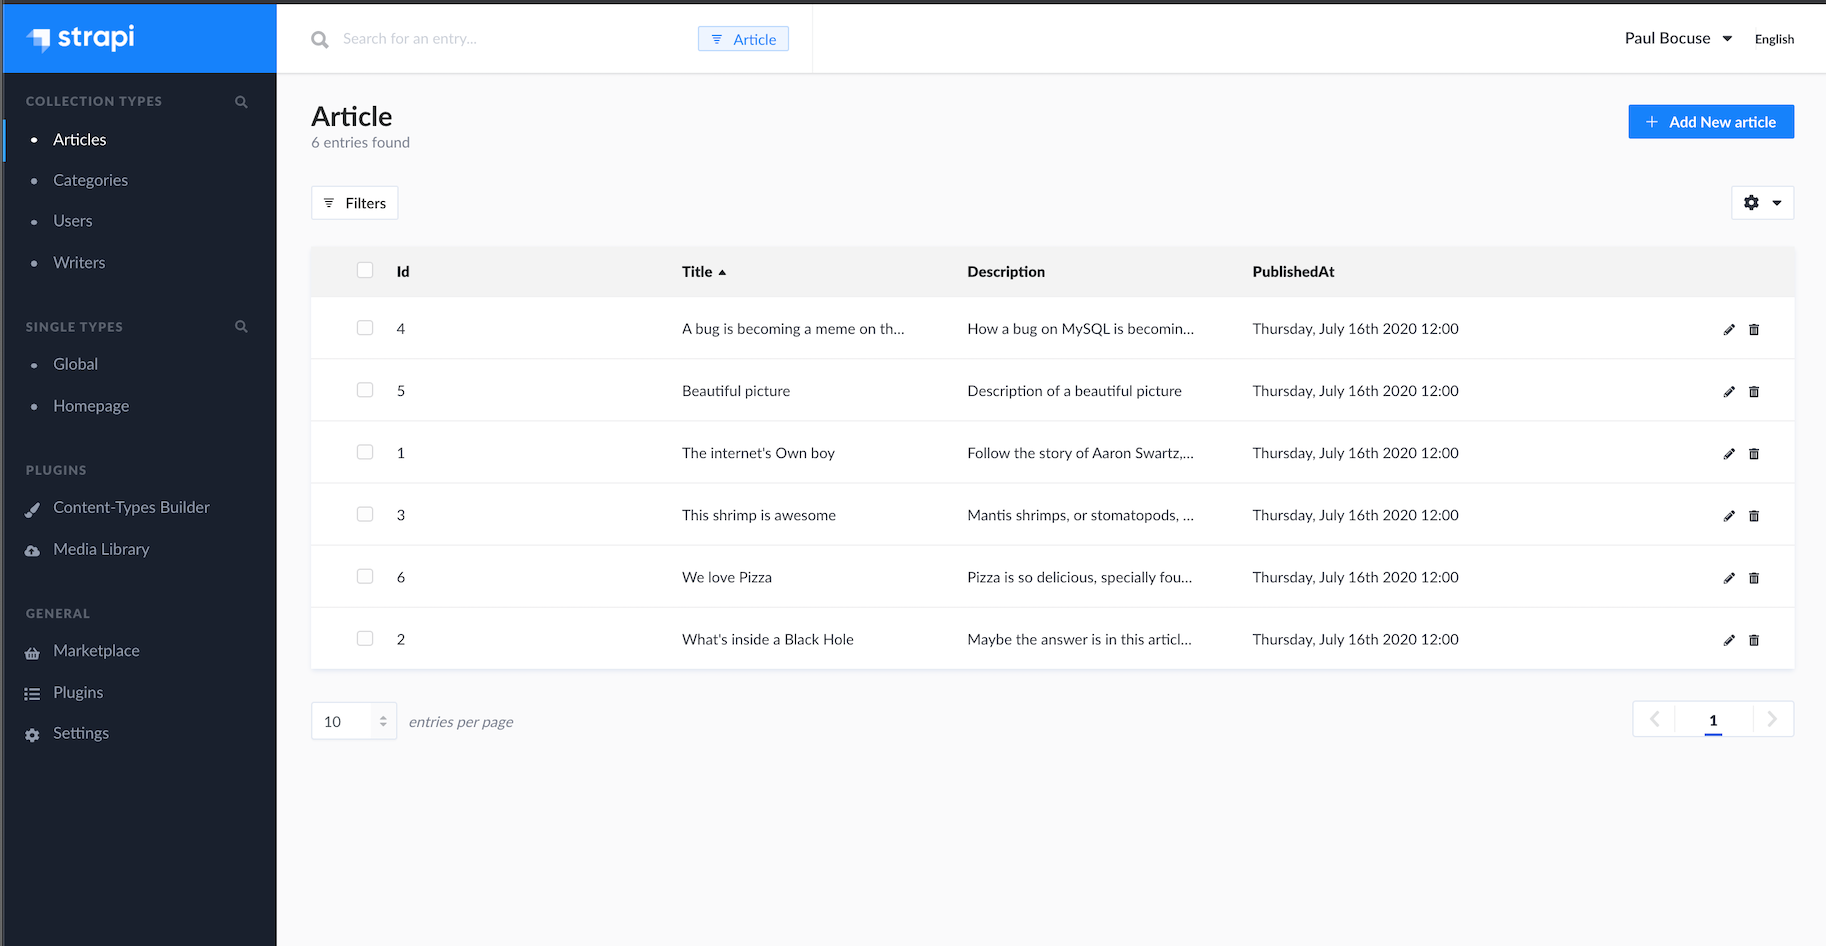 strapi
Search for an entry...
Article
Paul Bocuse
English
COLLECTION TYPES
Articles
Categories
Users
Writers
SINGLE TYPES
Global
Homepage
PLUGINS
Content-Types Builder
Media Library
GENERAL
Marketplace
Plugins
Settings
Article
6 entries found
+ Add New article
Filters
Id Title Description PublishedAt
4 A bug is becoming a meme on th... How a bug on MySQL is becomin... Thursday, July 16th 2020 12:00
5 Beautiful picture Description of a beautiful picture Thursday, July 16th 2020 12:00
1 The internet's Own boy Follow the story of Aaron Swartz,... Thursday, July 16th 2020 12:00
3 This shrimp is awesome Mantis shrimps, or stomatopods, ... Thursday, July 16th 2020 12:00
6 We love Pizza Pizza is so delicious, specially fou... Thursday, July 16th 2020 12:00
2 What's inside a Black Hole Maybe the answer is in this articl... Thursday, July 16th 2020 12:00
10 entries per page
1